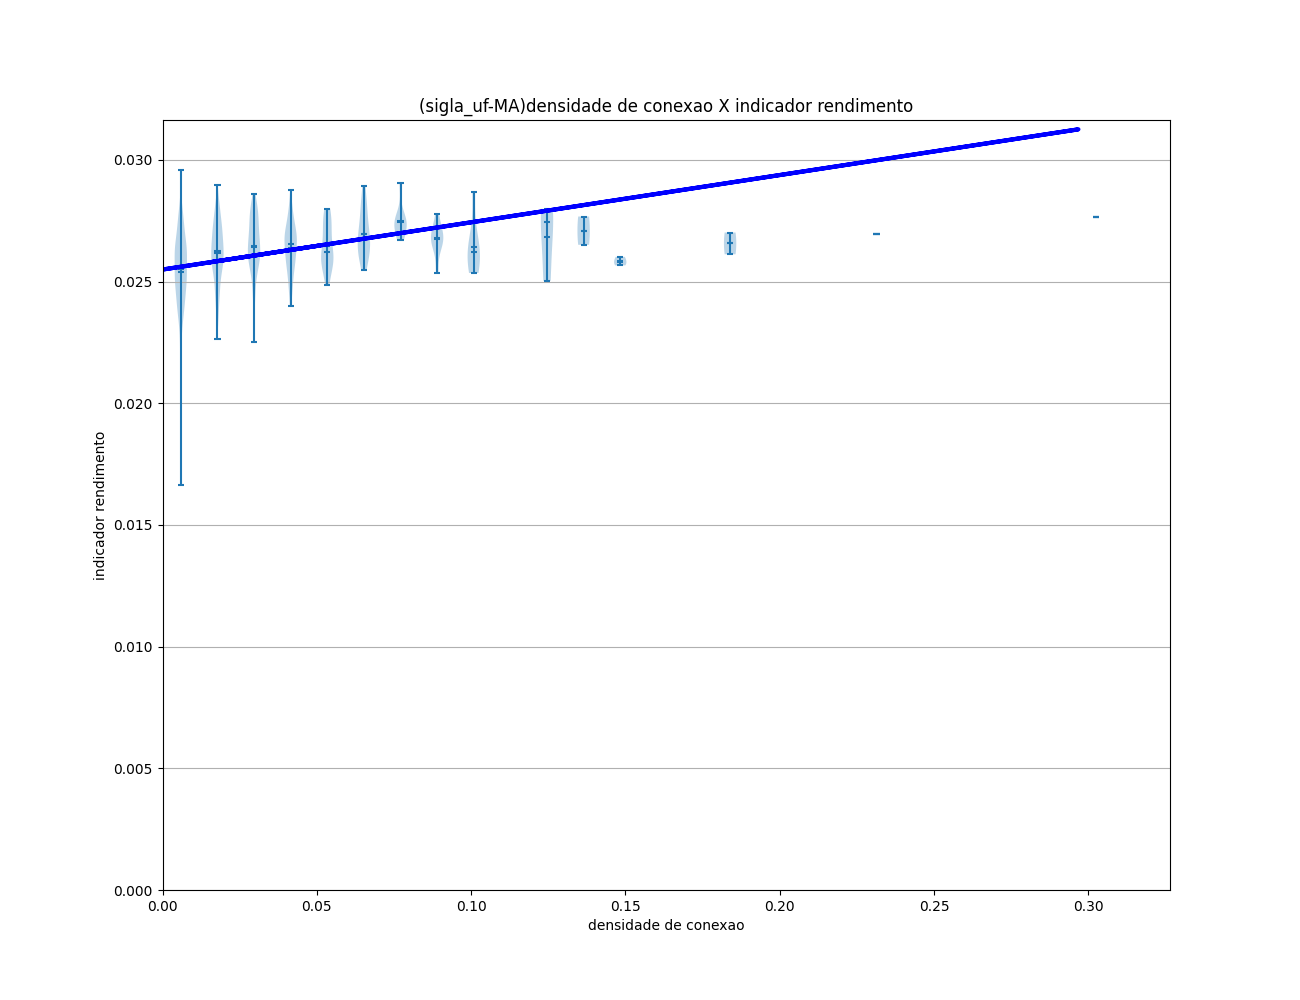 (sigla_uf-MA)densidade de conexao X indicador rendimento
0.030
0.025
0.020
0.015
0.010
0.005
0.000
indicador rendimento
0.00 0.05 0.10 0.15 0.20 0.25 0.30
densidade de conexao